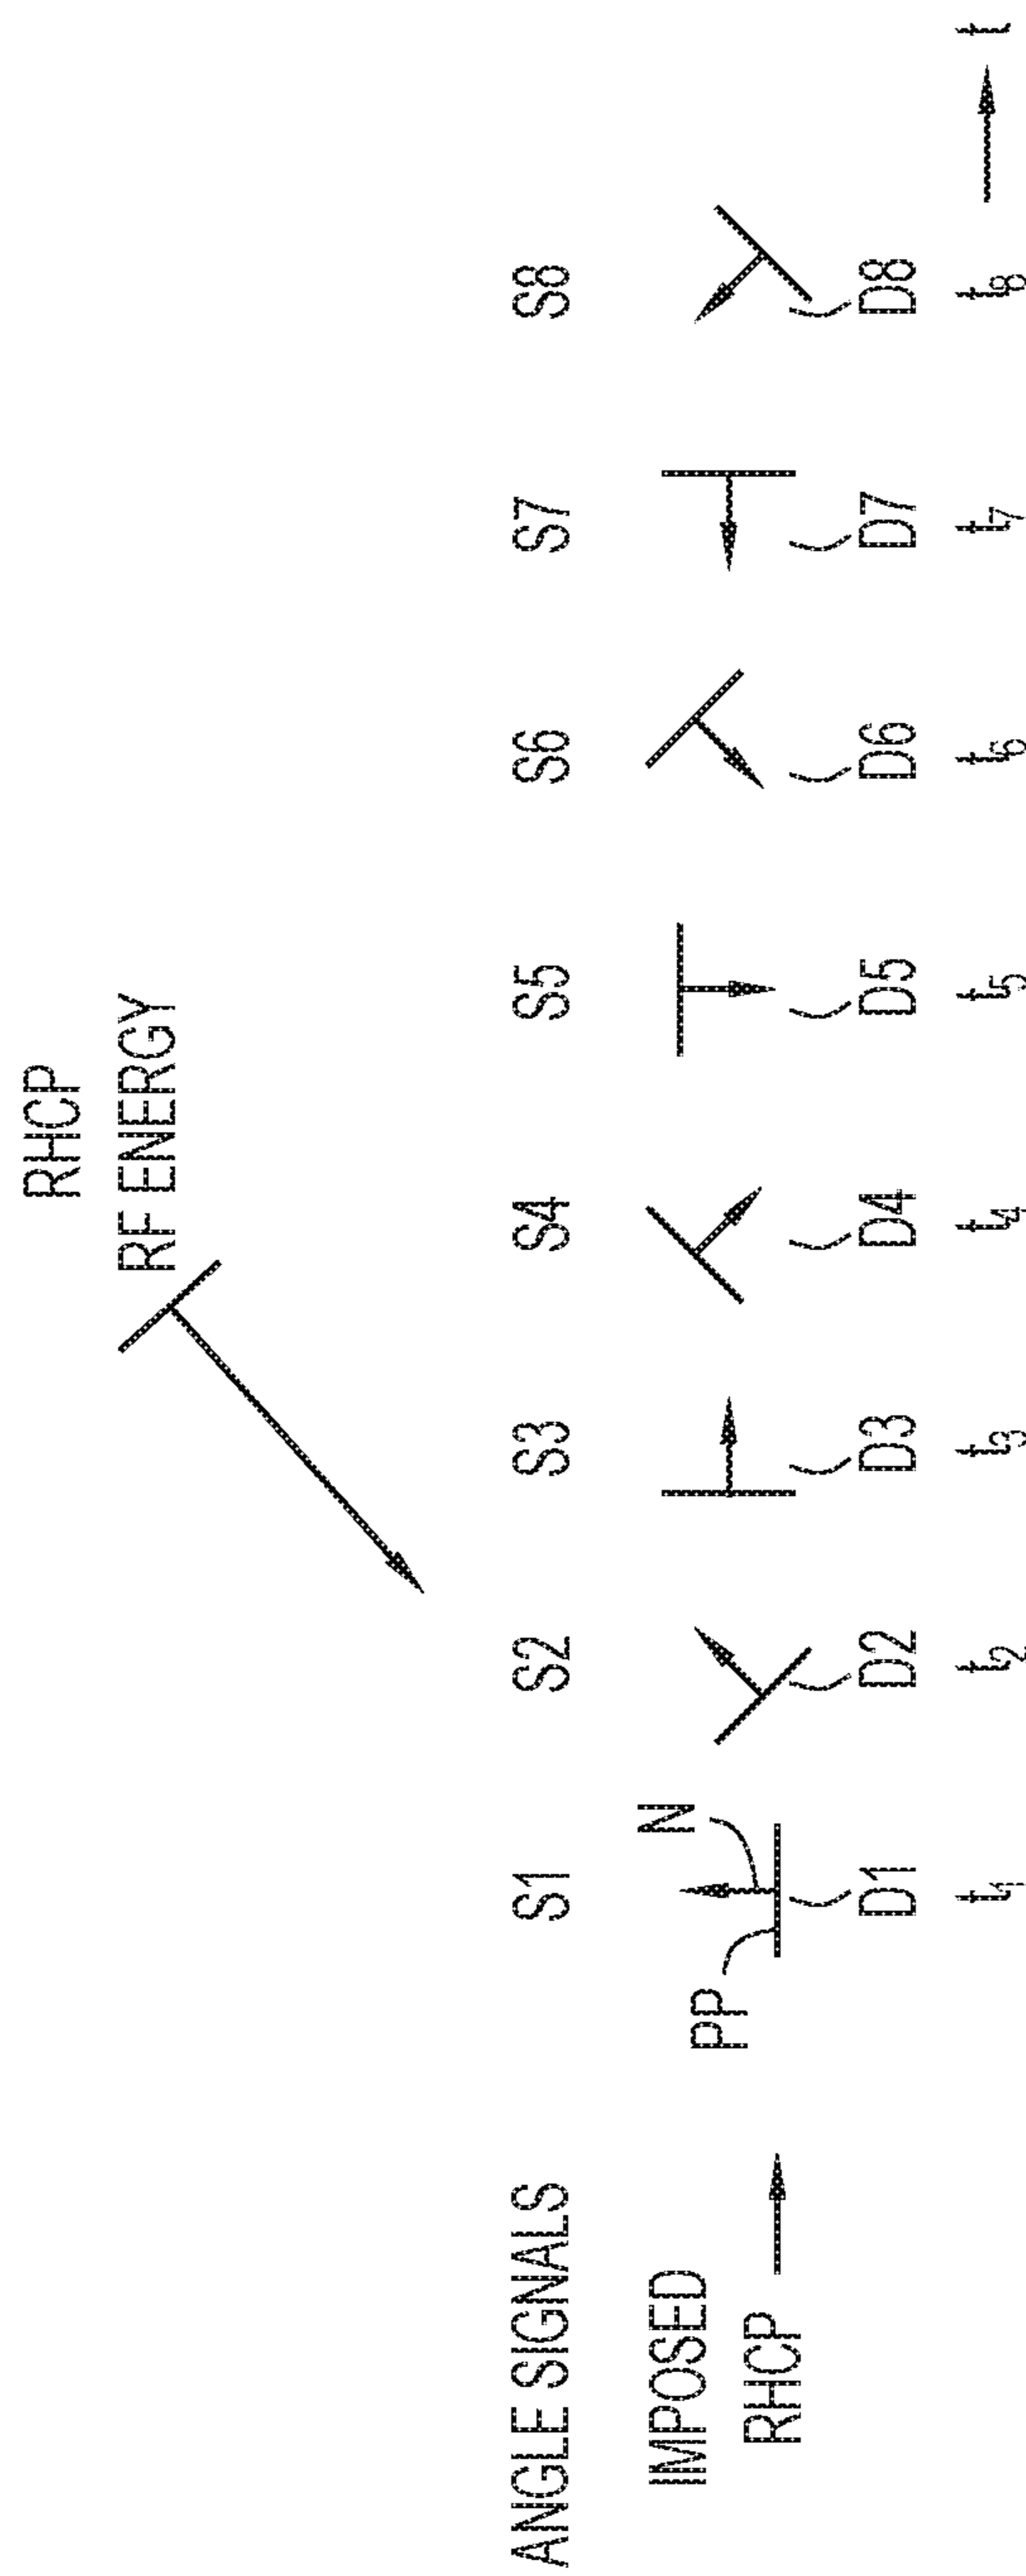 RHCP
RF ENERGY
ANGLE SIGNALS S1 S2 S3 S4 S5 S6 S7 S8
IMPOSED
RHCP
PP
N
D1 D2 D3 D4 D5 D6 D7 D8
t1 t2 t3 t4 t5 t6 t7 t8 t